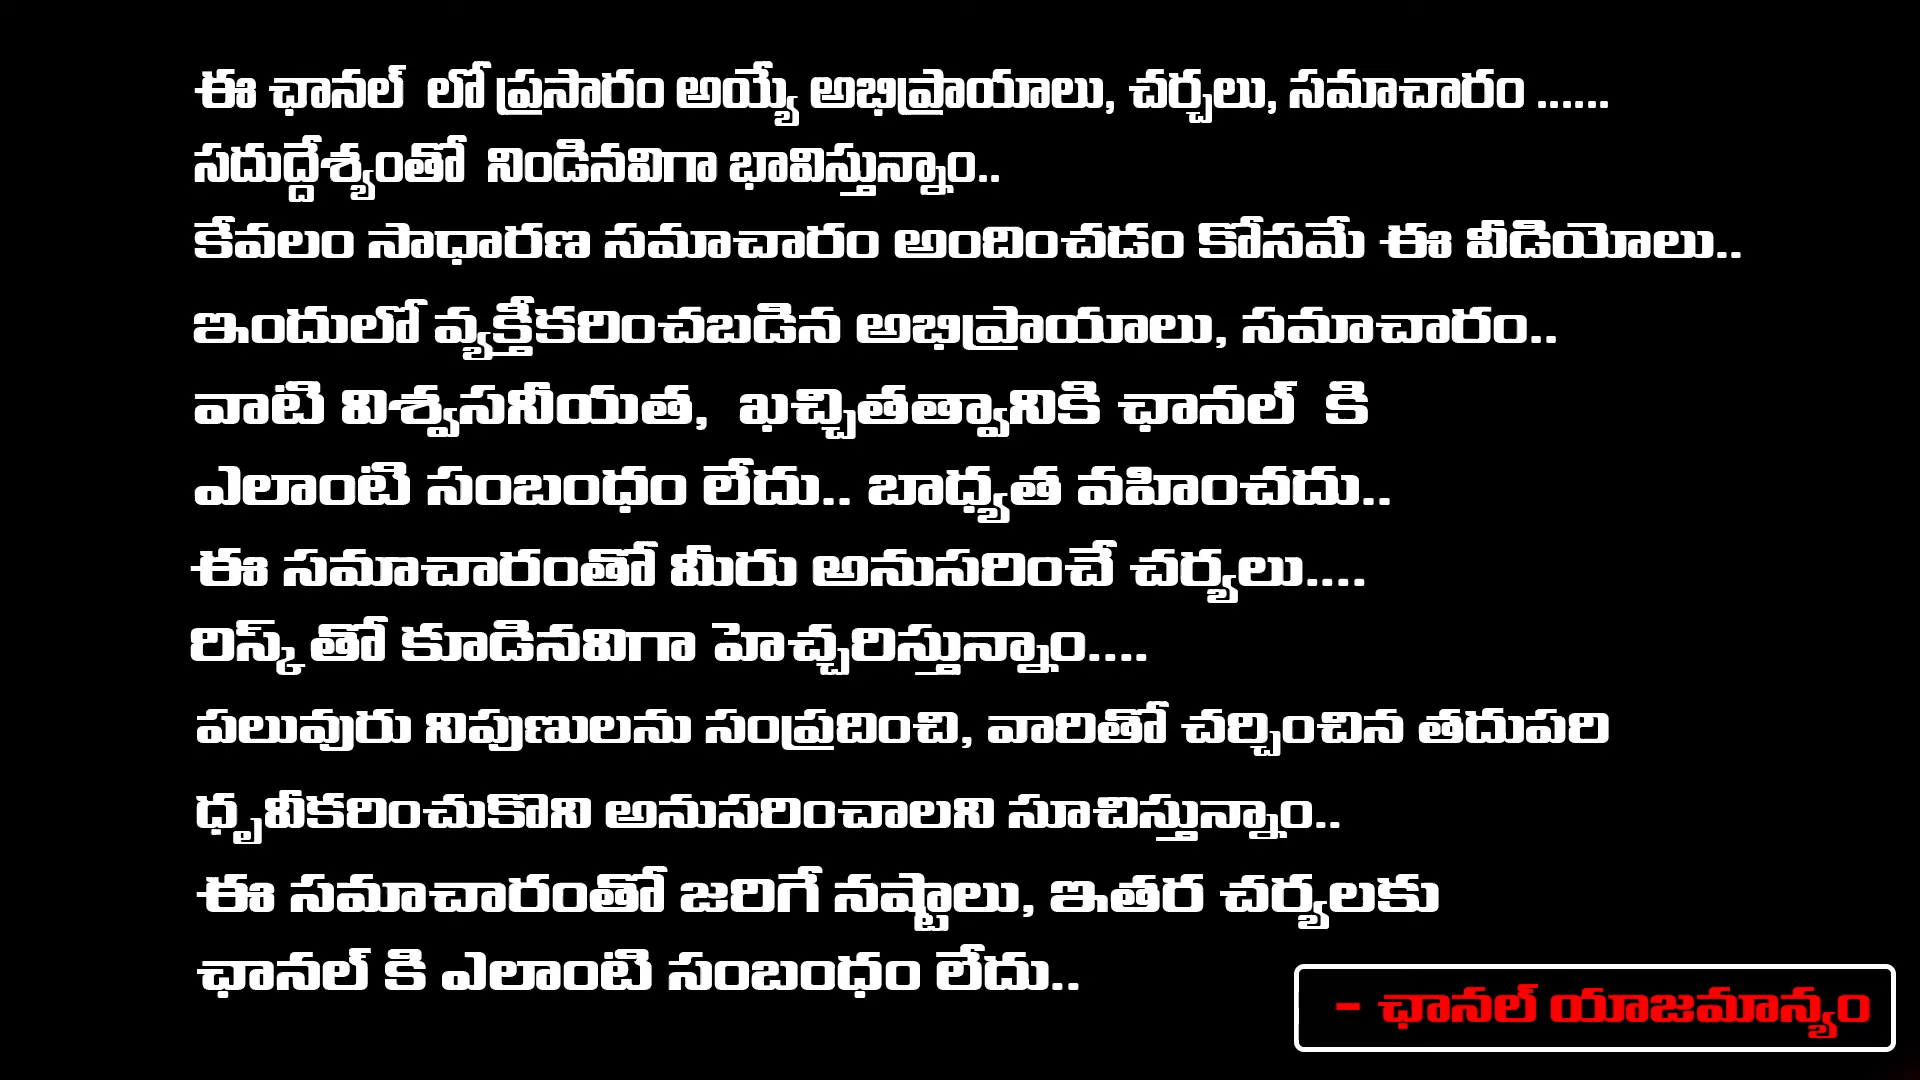 ఈ ఛానల్ లో ప్రసారం అయ్యే అభిప్రాయాలు, చర్చలు, సమాచారం ......
సదుద్దేశ్యంతో నిండినవిగా భావిస్తున్నాం..
కేవలం సాధారణ సమాచారం అందించడం కోసమే ఈ వీడియోలు..
ఇందులో వ్యక్తీకరించబడిన అభిప్రాయాలు, సమాచారం..
వాటి విశ్వసనీయత, ఖచ్చితత్వానికి ఛానల్ కి
ఎలాంటి సంబంధం లేదు.. బాధ్యత వహించదు..
ఈ సమాచారంతో మీరు అనుసరించే చర్యలు....
రిస్క్ తో కూడినవిగా హెచ్చరిస్తున్నాం....
పలువురు నిపుణులను సంప్రదించి, వారితో చర్చించిన తదుపరి
ధృవీకరించుకొని అనుసరించాలని సూచిస్తున్నాం..
ఈ సమాచారంతో జరిగే నష్టాలు, ఇతర చర్యలకు
ఛానల్ కి ఎలాంటి సంబంధం లేదు..
- ఛానల్ యాజమాన్యం